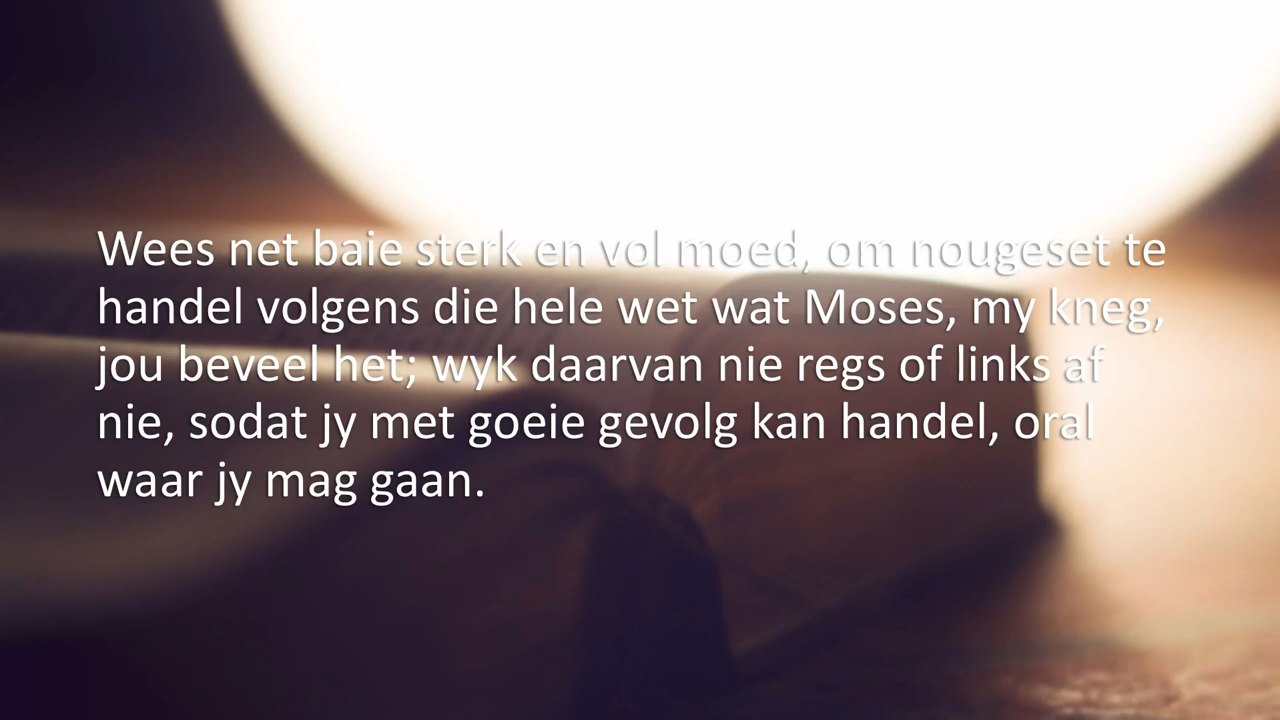 Wees net baie sterk en vol moed, om nougeset te
handel volgens die hele wet wat Moses, my kneg,
jou beveel het; wyk daarvan nie regs of links af
nie, sodat jy met goeie gevolg kan handel, oral
waar jy mag gaan.